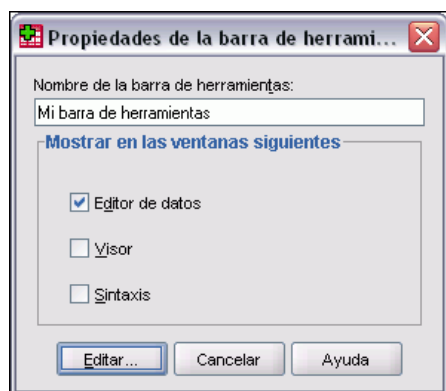 Propiedades de la barra de herrami...
Nombre de la barra de herramientas:
Mi barra de herramientas
Mostrar en las ventanas siguientes
Editor de datos
Visor
Sintaxis
Editar... Cancelar Ayuda